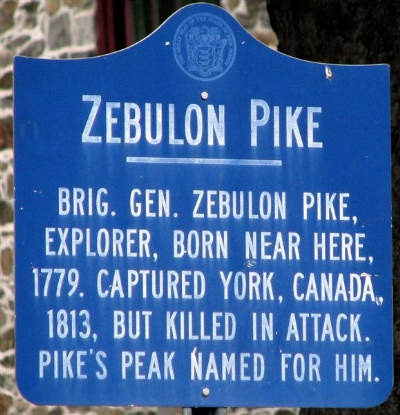 ZEBULON PIKE
BRIG. GEN. ZEBULON PIKE,
EXPLORER, BORN NEAR HERE,
1779. CAPTURED YORK, CANADA,
1813, BUT KILLED IN ATTACK.
PIKE'S PEAK NAMED FOR HIM.